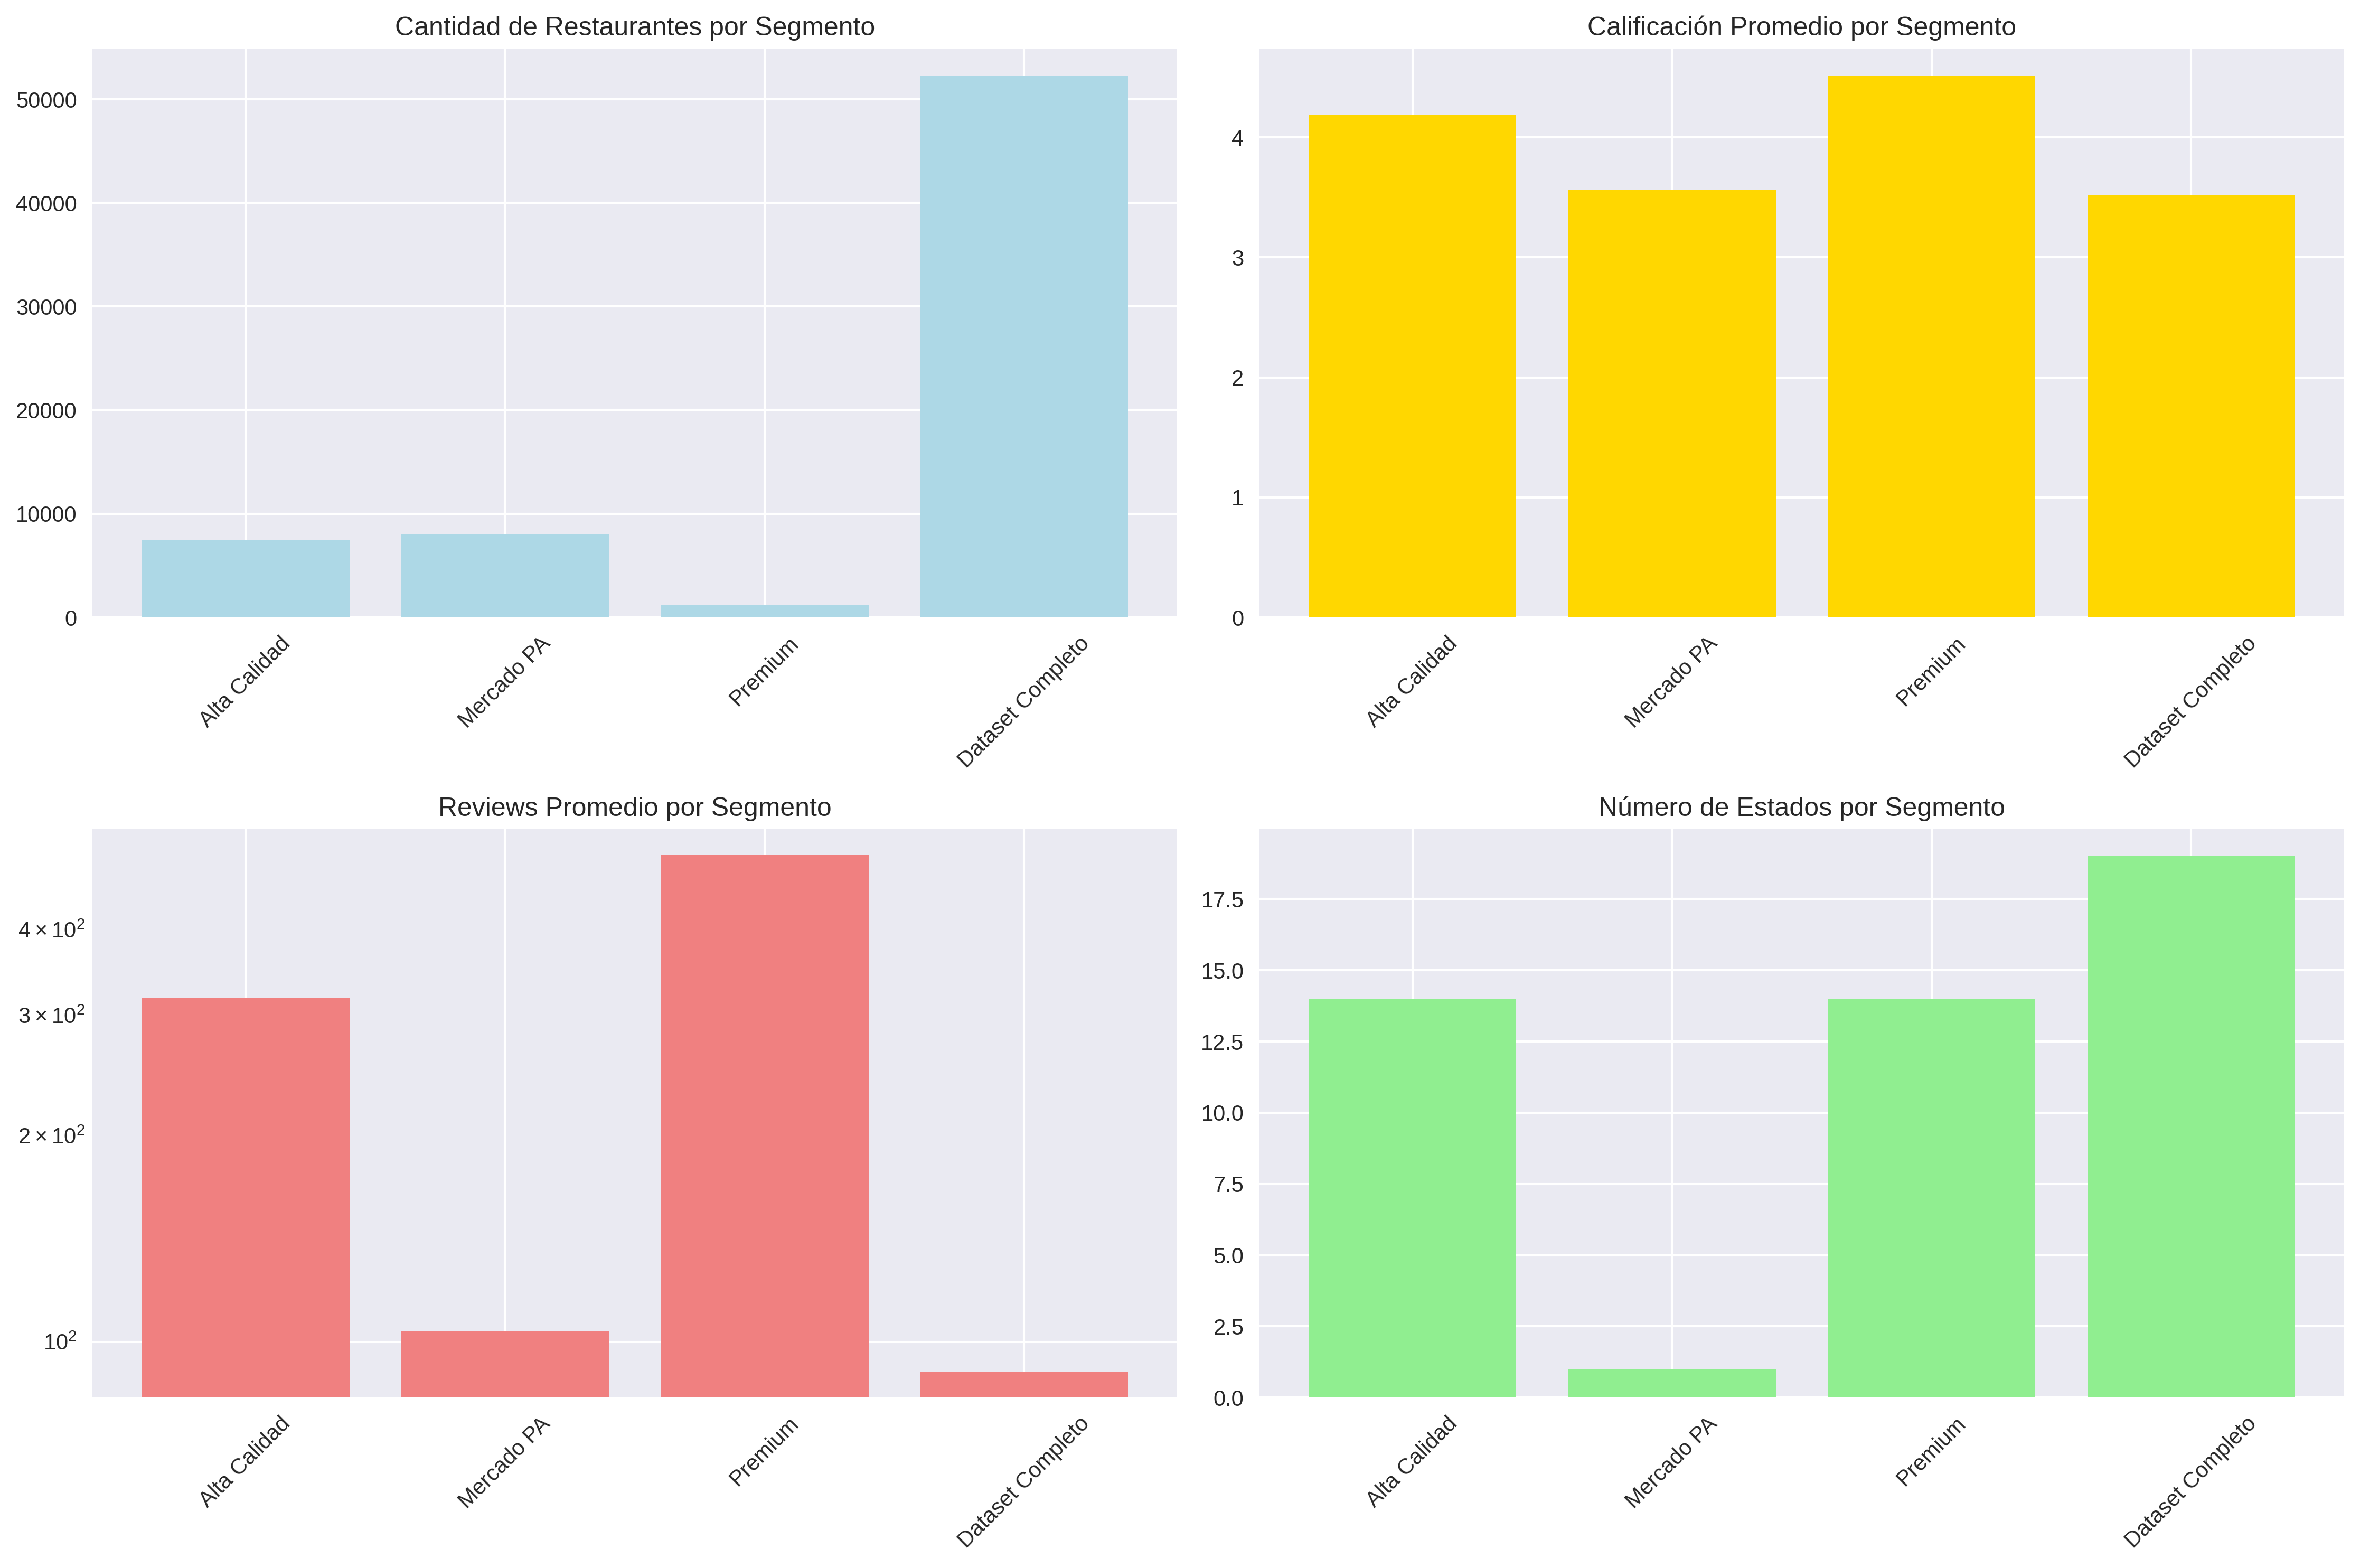 Cantidad de Restaurantes por Segmento
50000
40000
30000
20000
10000
0
Alta Calidad
Mercado PA
Premium
Dataset Completo
Calificación Promedio por Segmento
4
3
2
1
0
Alta Calidad
Mercado PA
Premium
Dataset Completo
Reviews Promedio por Segmento
4 × 10²
3 × 10²
2 × 10²
10²
Alta Calidad
Mercado PA
Premium
Dataset Completo
Número de Estados por Segmento
17.5
15.0
12.5
10.0
7.5
5.0
2.5
0.0
Alta Calidad
Mercado PA
Premium
Dataset Completo